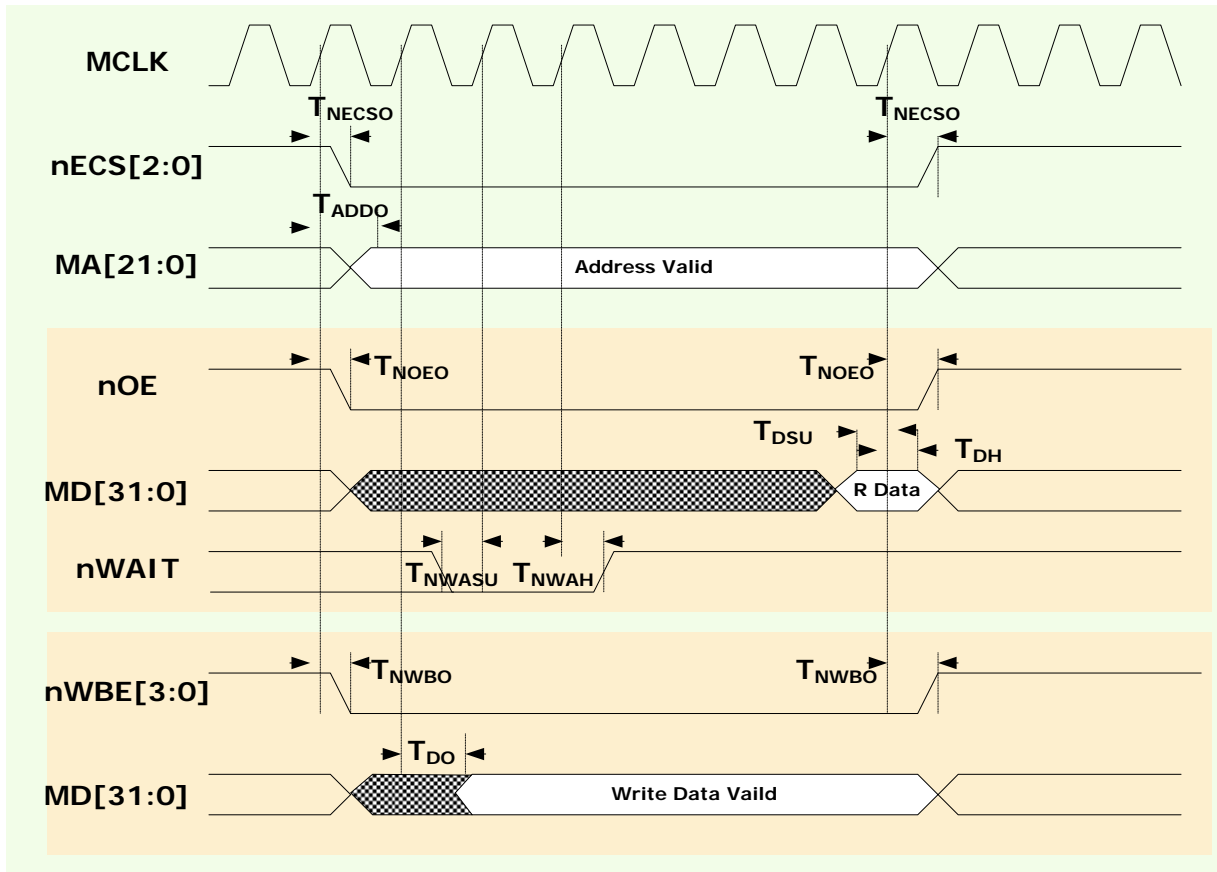 MCLK
TNECSO TNECSO
nECS[2:0]
TADDO
MA[21:0] Address Valid
nOE TNOEO TNOEO
TDSU TDH
MD[31:0] R Data
nWAIT TNWASU TNWAH
nWBE[3:0] TNWBO TNWBO
TDO
MD[31:0] Write Data Vaild